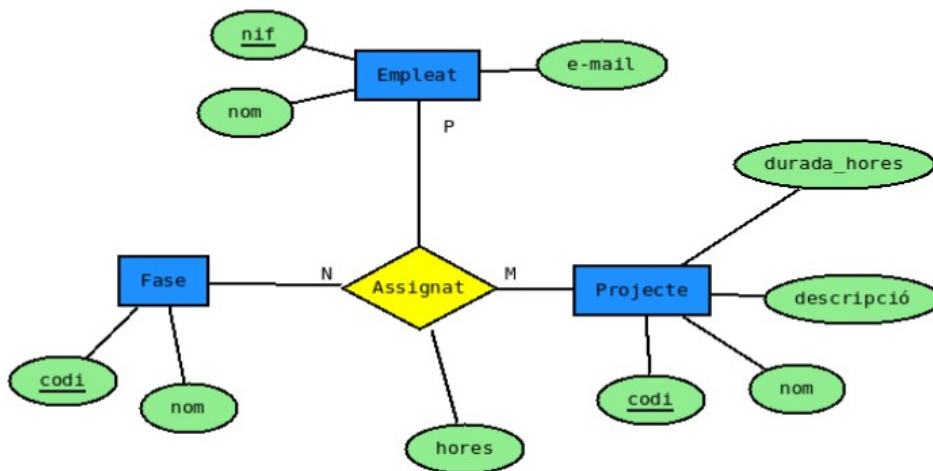 nif
Empleat
e-mail
nom
P
durada_hores
Fase
N
Assignat
M
Projecte
descripció
codi
nom
hores
codi
nom